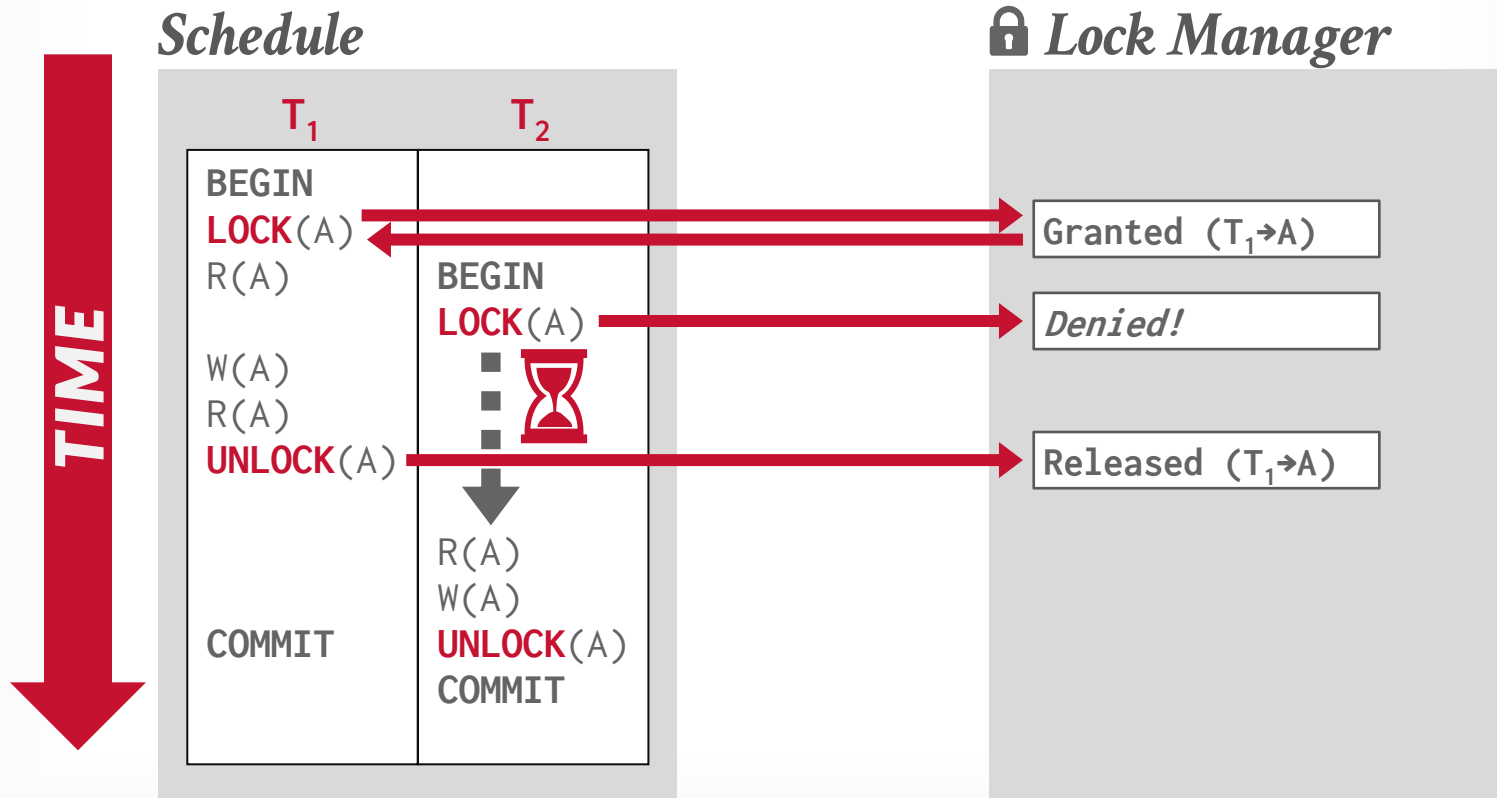 Schedule
Lock Manager
TIME
T₁ T₂
BEGIN
LOCK(A)
Granted (T₁→A)
R(A) BEGIN
LOCK(A)
Denied!
W(A)
R(A)
UNLOCK(A)
Released (T₁→A)
R(A)
W(A)
COMMIT UNLOCK(A)
COMMIT